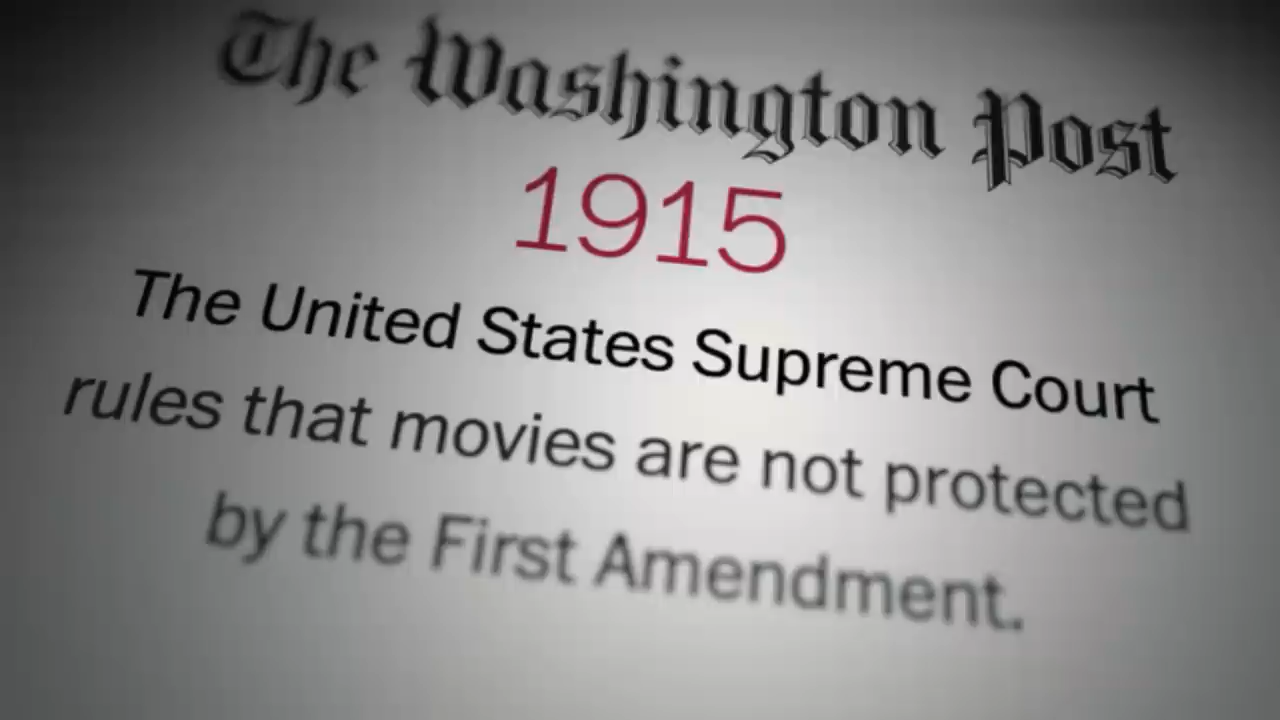 The Washington Post
1915
The United States Supreme Court
rules that movies are not protected
by the First Amendment.